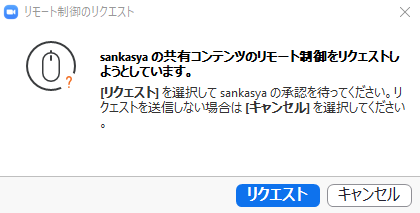 リモート制御のリクエスト
sankasya の共有コンテンツのリモート制御をリクエストし
ようとしています。
[リクエスト] を選択して sankasya の承認を待ってください。リ
クエストを送信しない場合は [キャンセル] を選択してください
。
リクエスト
キャンセル